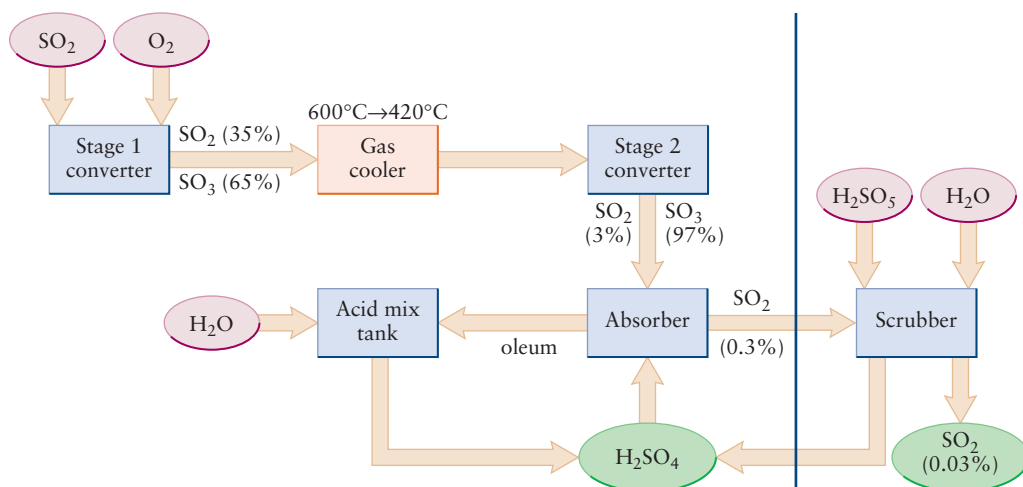 SO₂
O₂
600°C→420°C
Stage 1
converter
SO₂ (35%)
SO₃ (65%)
Gas
cooler
Stage 2
converter
SO₂
(3%)
SO₃
(97%)
H₂SO₅
H₂O
H₂O
Acid mix
tank
oleum
Absorber
SO₂
(0.3%)
Scrubber
H₂SO₄
SO₂
(0.03%)